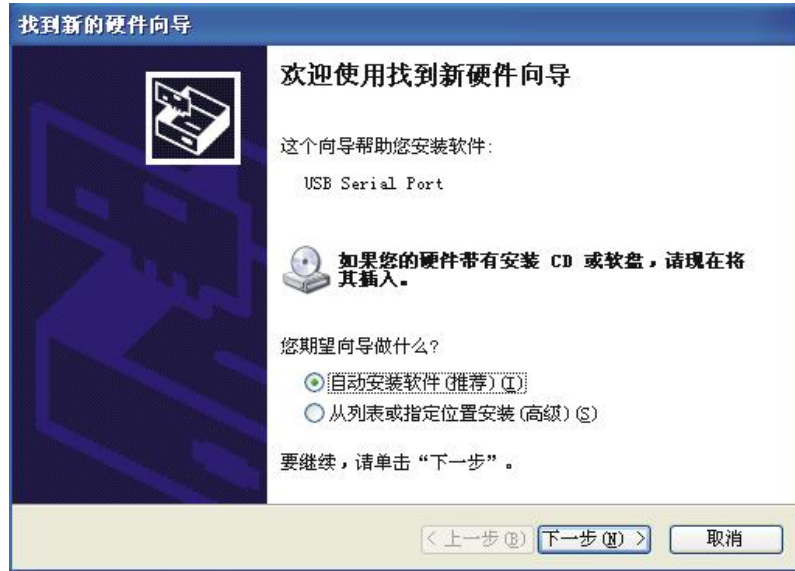 找到新的硬件向导
欢迎使用找到新硬件向导
这个向导帮助您安装软件:
USB Serial Port
如果您的硬件带有安装 CD 或软盘，请现在将
其插入。
您期望向导做什么?
自动安装软件(推荐)(I)
从列表或指定位置安装(高级)(S)
要继续，请单击“下一步”。
< 上一步(B)
下一步(N) >
取消